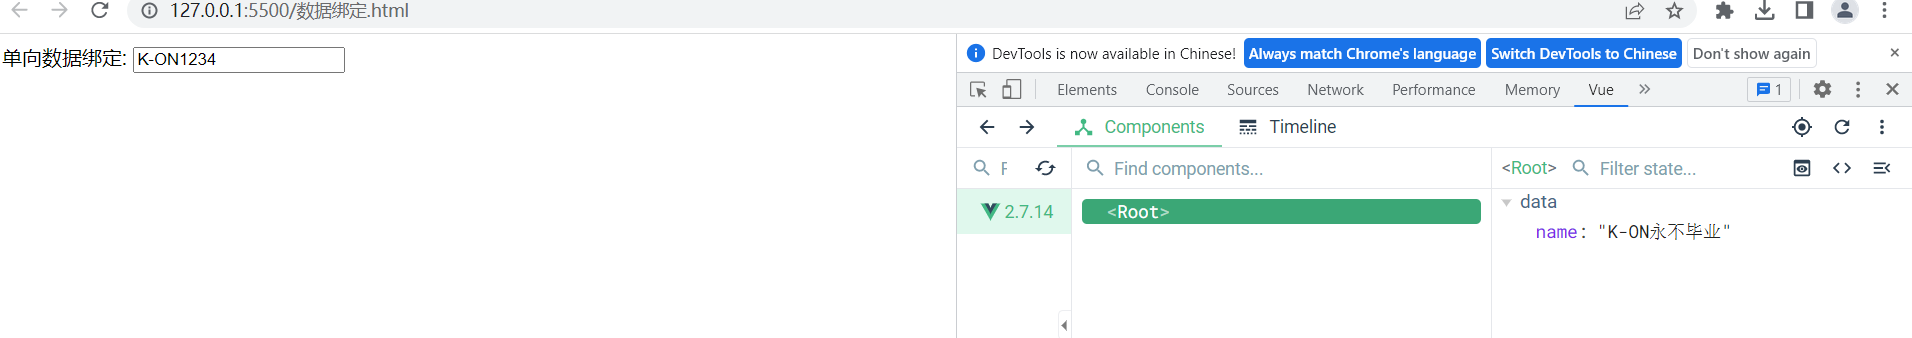 127.0.0.1:5500/数据绑定.html
单向数据绑定: K-ON1234
DevTools is now available in Chinese! Always match Chrome's language Switch DevTools to Chinese Don't show again
Elements Console Sources Network Performance Memory Vue » 1
Components Timeline
F Find components... <Root> Filter state...
2.7.14 <Root> data
name: "K-ON永不毕业"